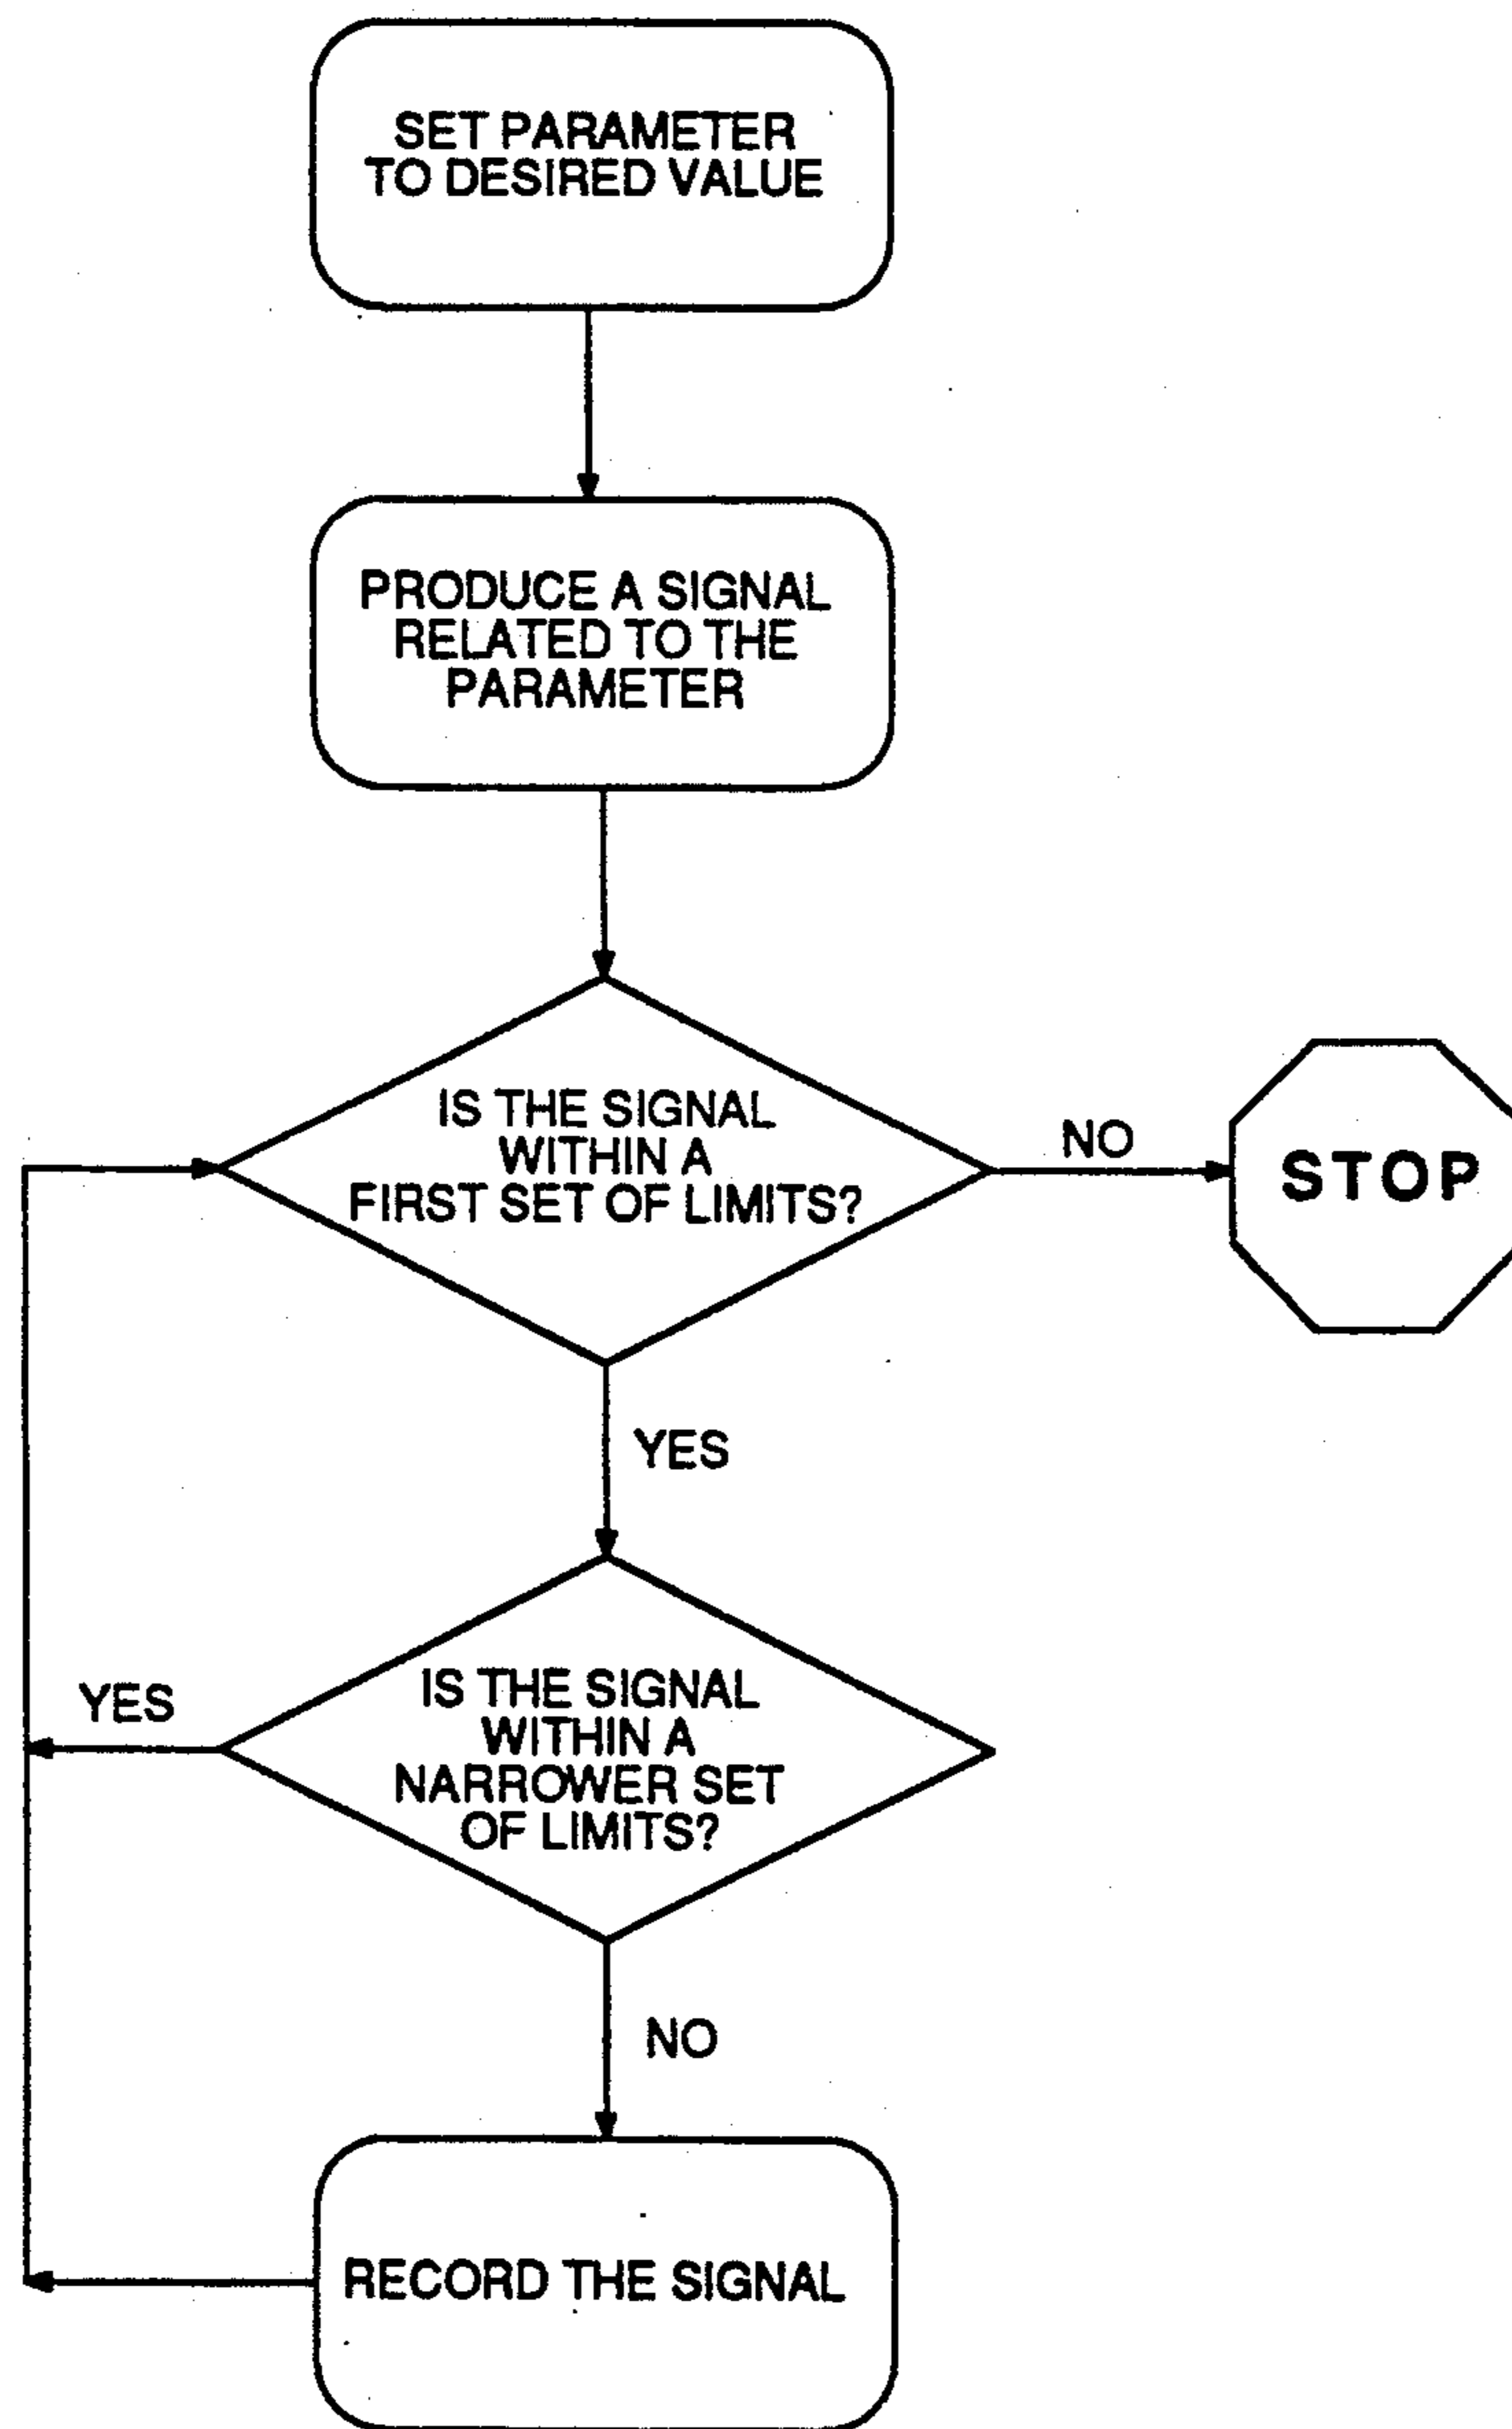 SET PARAMETER
TO DESIRED VALUE
PRODUCE A SIGNAL
RELATED TO THE
PARAMETER
IS THE SIGNAL
WITHIN A
FIRST SET OF LIMITS?
NO
STOP
YES
IS THE SIGNAL
WITHIN A
NARROWER SET
OF LIMITS?
YES
NO
RECORD THE SIGNAL